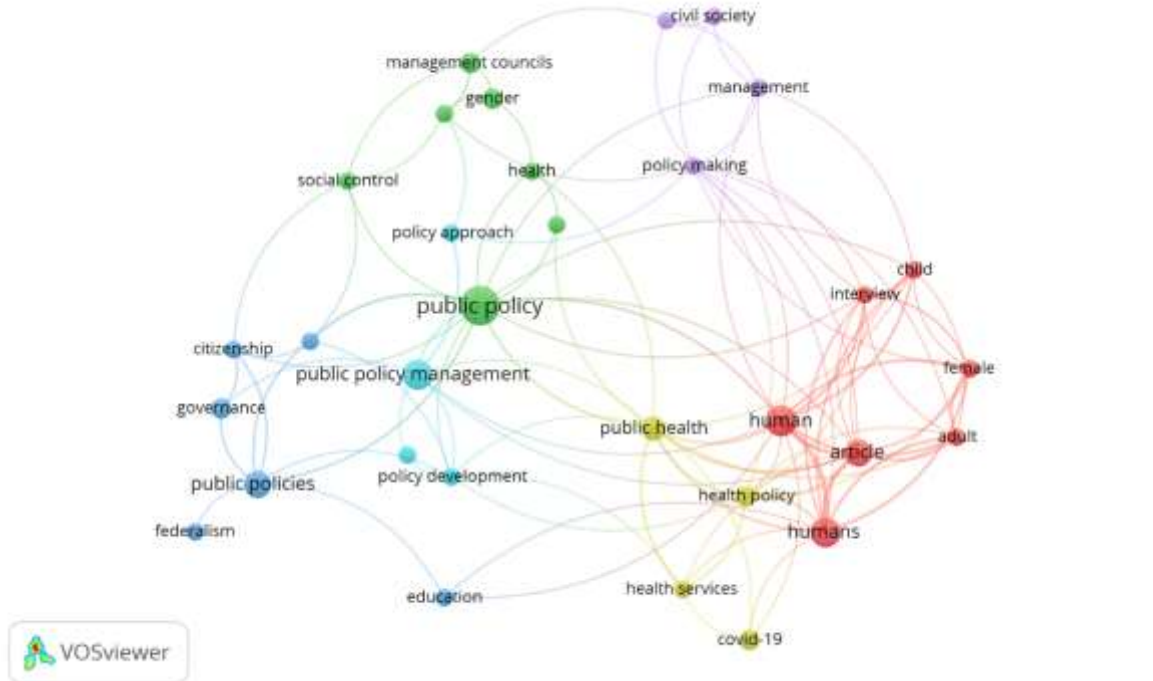 civil society
management councils
management
gender
policy making
health
social control
policy approach
child
interview
public policy
citizenship
female
public policy management
governance
human
public health
adult
article
policy development
public policies
health policy
federalism
humans
health services
education
covid-19
VOSviewer